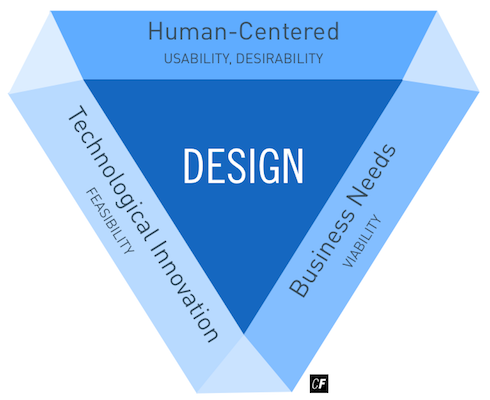 Human-Centered
USABILITY, DESIRABILITY
DESIGN
Technological Innovation
FEASIBILITY
Business Needs
VIABILITY
CF